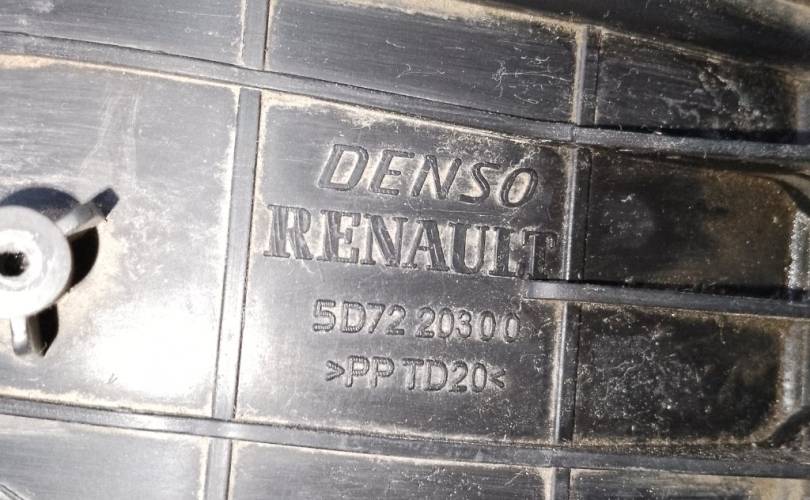 DENSO
RENAULT
5D72 20300
>PP TD20<